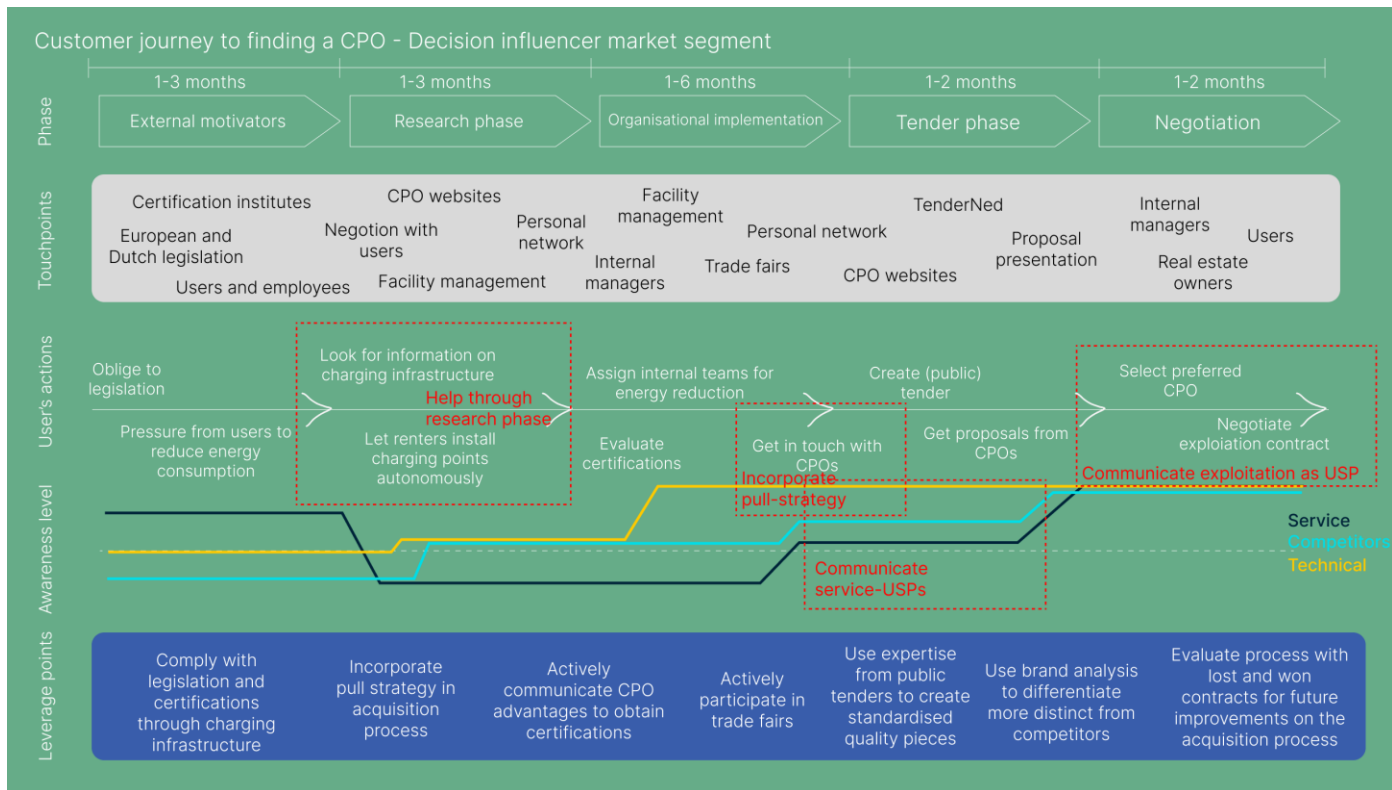 Customer journey to finding a CPO - Decision influencer market segment
1-3 months
1-3 months
1-6 months
1-2 months
1-2 months
Phase
External motivators
Research phase
Organisational implementation
Tender phase
Negotiation
Touchpoints
Certification institutes
European and
Dutch legislation
Users and employees
CPO websites
Negotion with
users
Personal
network
Facility management
Facility
management
Internal
managers
Personal network
Trade fairs
TenderNed
CPO websites
Proposal
presentation
Internal
managers
Users
Real estate
owners
User's actions
Oblige to
legislation
Pressure from users to
reduce energy
consumption
Look for information on
charging infrastructure
Help through
research phase
Let renters install
charging points
autonomously
Assign internal teams for
energy reduction
Evaluate
certifications
Get in touch with
CPOs
Incorporate
pull-strategy
Create (public)
tender
Get proposals from
CPOs
Select preferred
CPO
Negotiate
exploiation contract
Communicate exploitation as USP
Awareness level
Communicate
service-USPs
Service
Competitors
Technical
Leverage points
Comply with
legislation and
certifications
through charging
infrastructure
Incorporate
pull strategy in
acquisition
process
Actively
communicate CPO
advantages to obtain
certifications
Actively
participate in
trade fairs
Use expertise
from public
tenders to create
standardised
quality pieces
Use brand analysis
to differentiate
more distinct from
competitors
Evaluate process with
lost and won
contracts for future
improvements on the
acquisition process